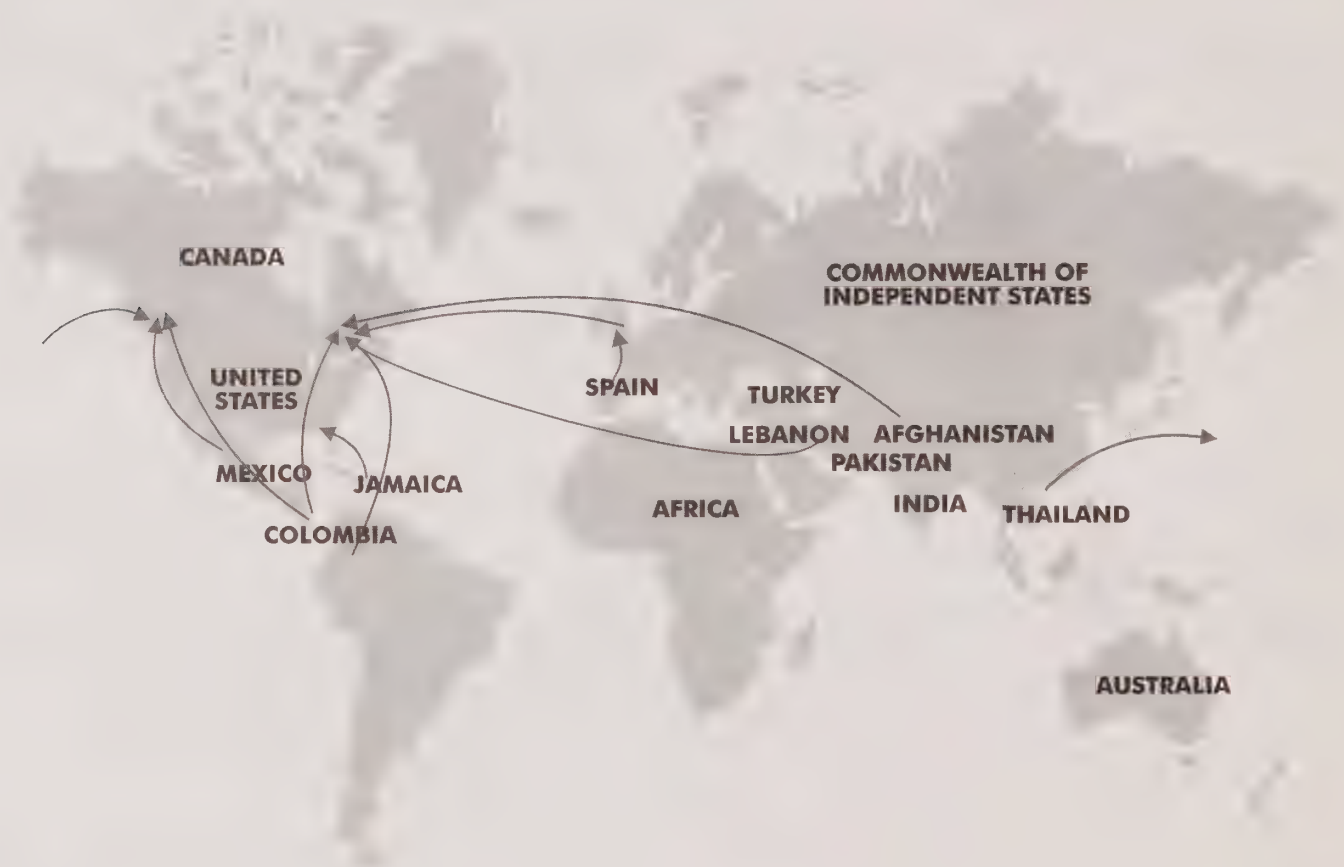 CANADA
COMMONWEALTH OF
INDEPENDENT STATES
UNITED
STATES
SPAIN
TURKEY
LEBANON
AFGHANISTAN
PAKISTAN
MEXICO
JAMAICA
AFRICA
INDIA
THAILAND
COLOMBIA
AUSTRALIA